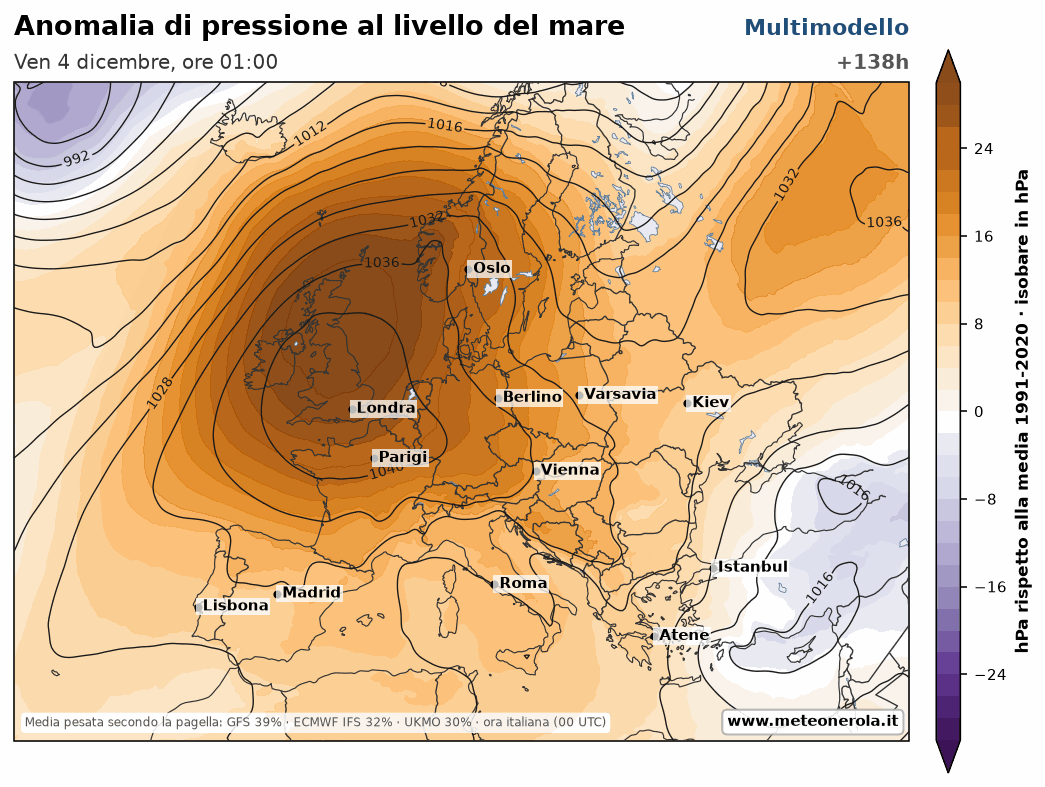 Anomalia di pressione al livello del mare
Multimodello
Ven 4 dicembre, ore 01:00
+138h
992
1012
1016
1032
1036
1032
1036
1028
1040
1016
1016
Oslo
Londra
Berlino
Varsavia
Kiev
Parigi
Vienna
Istanbul
Roma
Madrid
Lisbona
Atene
24
16
8
0
−8
−16
−24
hPa rispetto alla media 1991-2020 · isobare in hPa
Media pesata secondo la pagella: GFS 39% · ECMWF IFS 32% · UKMO 30% · ora italiana (00 UTC)
www.meteonerola.it